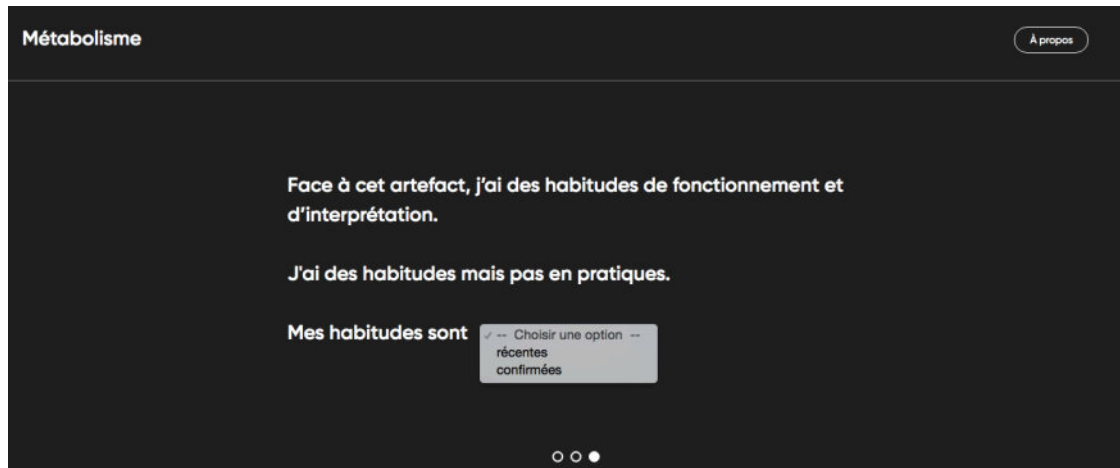 Métabolisme
À propos
Face à cet artefact, j’ai des habitudes de fonctionnement et
d’interprétation.
J'ai des habitudes mais pas en pratiques.
Mes habitudes sont
✓ -- Choisir une option --
récentes
confirmées